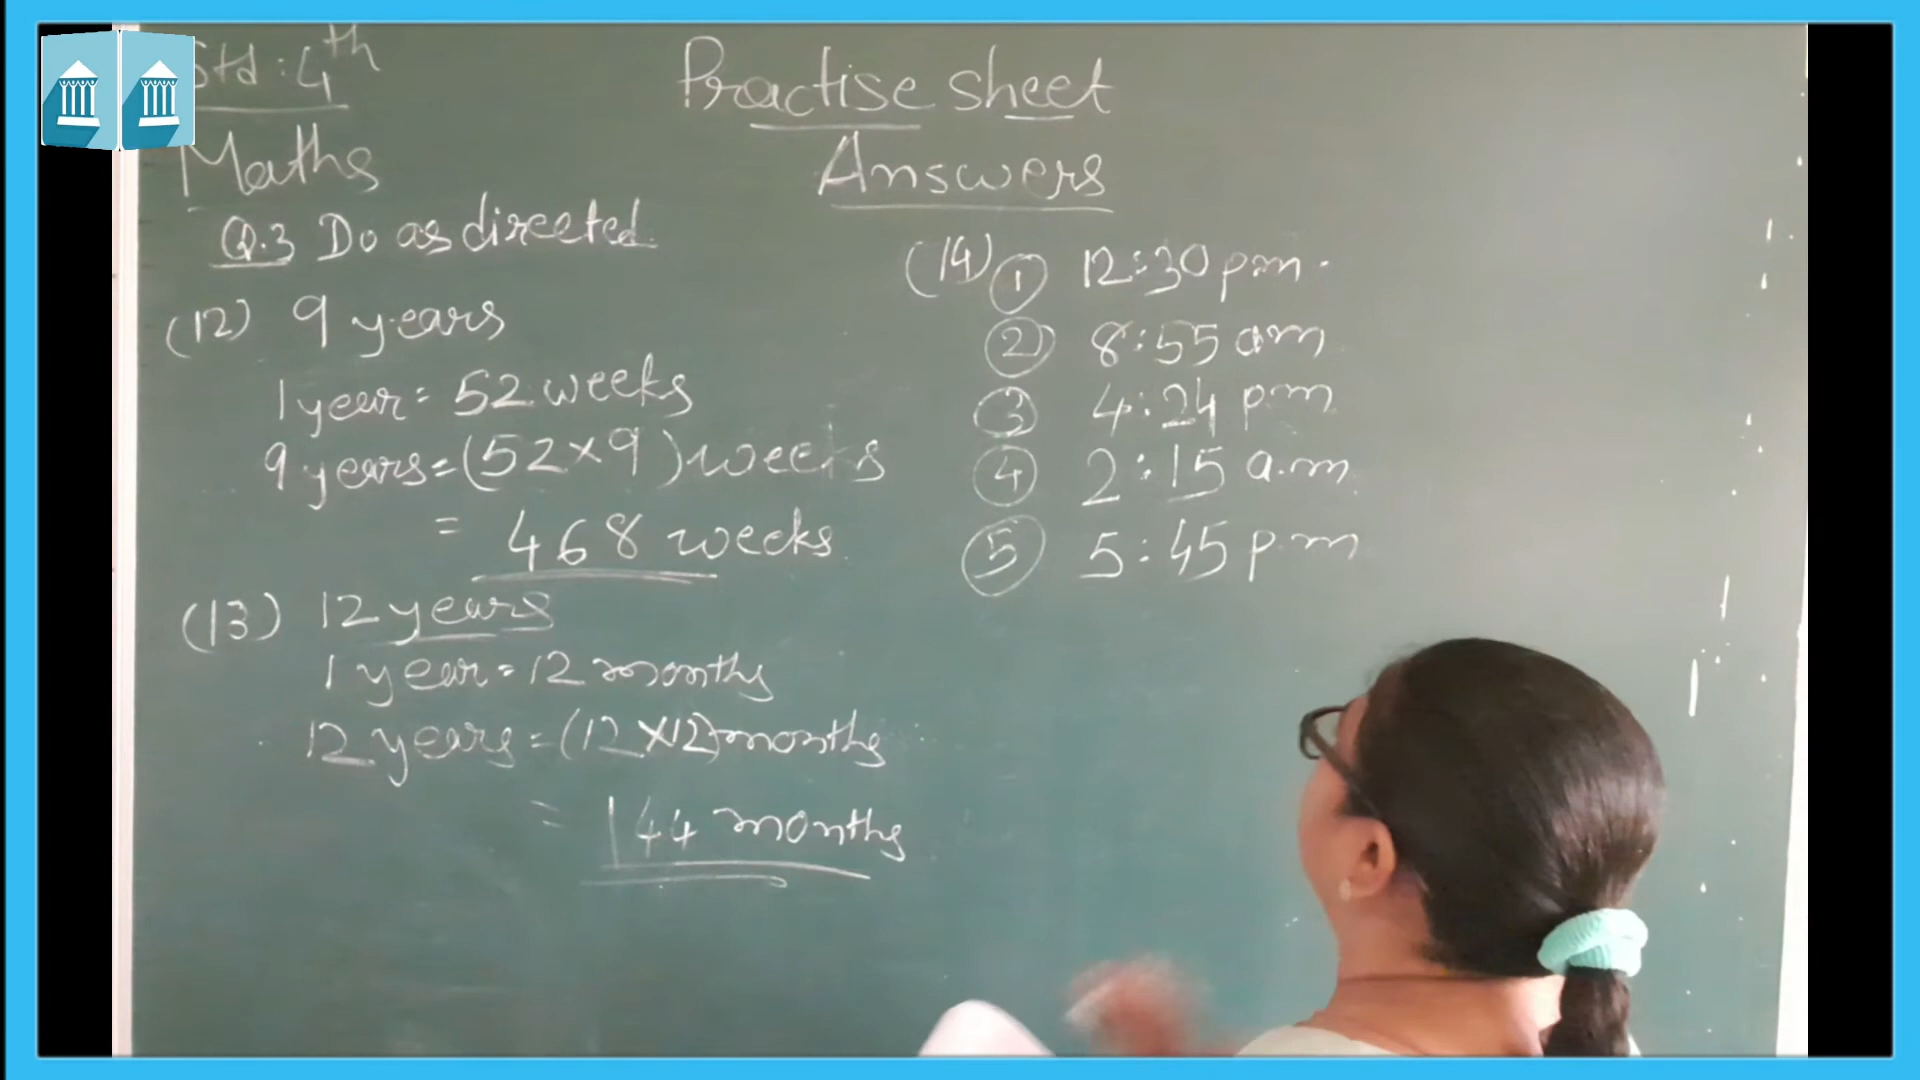 Std : 4th
Maths
Practise sheet
Answers
Q.3 Do as directed.
(12) 9 years
1 year = 52 weeks
9 years = (52×9) weeks
= 468 weeks.
(13) 12 years
1 year = 12 months
12 years = (12×12) months
= 144 months
(14) 1 12:30 pm.
2 8:55 am
3 4:24 p.m.
4 2:15 a.m.
5 5:45 p.m